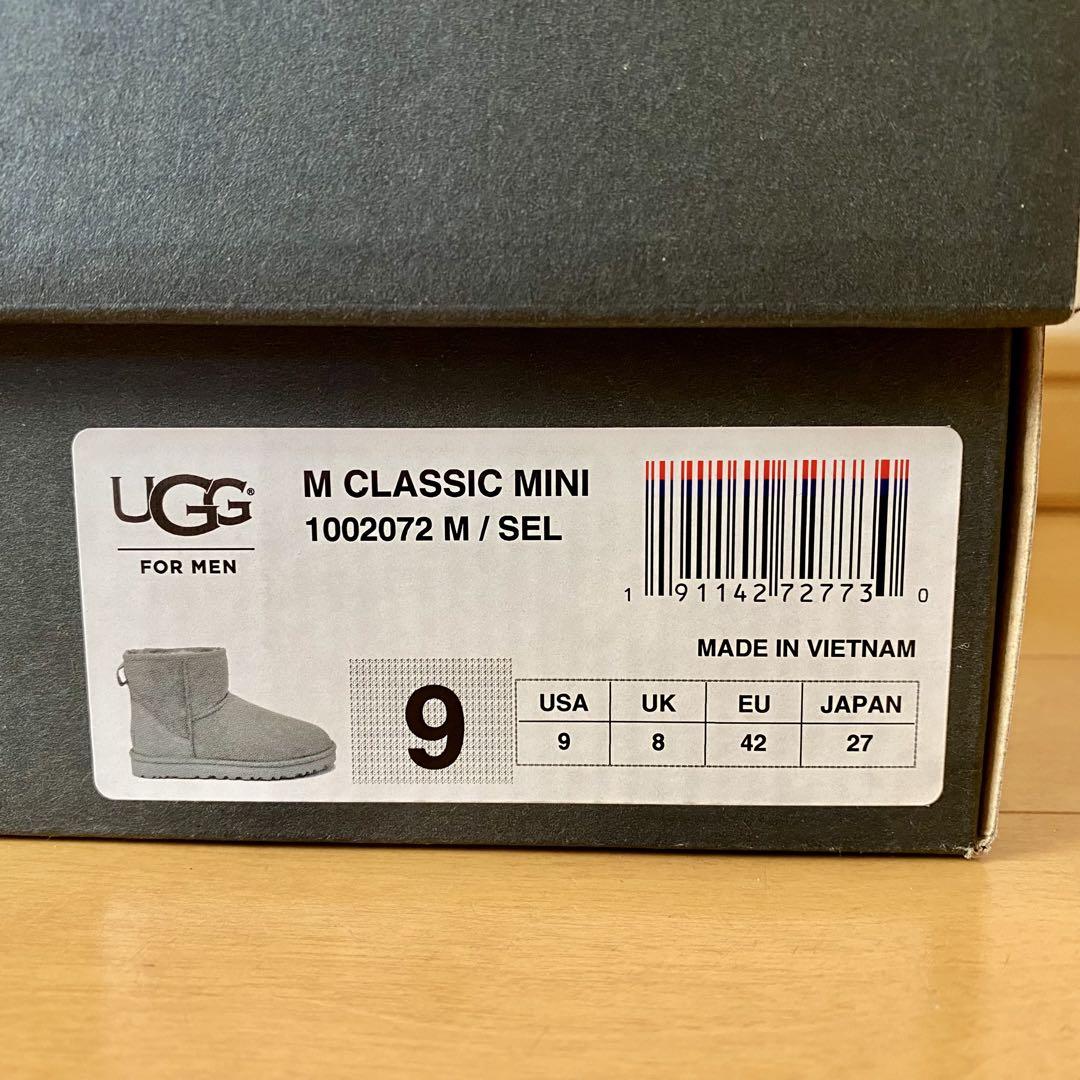 UGG®
FOR MEN
M CLASSIC MINI
1002072 M / SEL
1 91142 72773 0
MADE IN VIETNAM
9
USA UK EU JAPAN
9 8 42 27